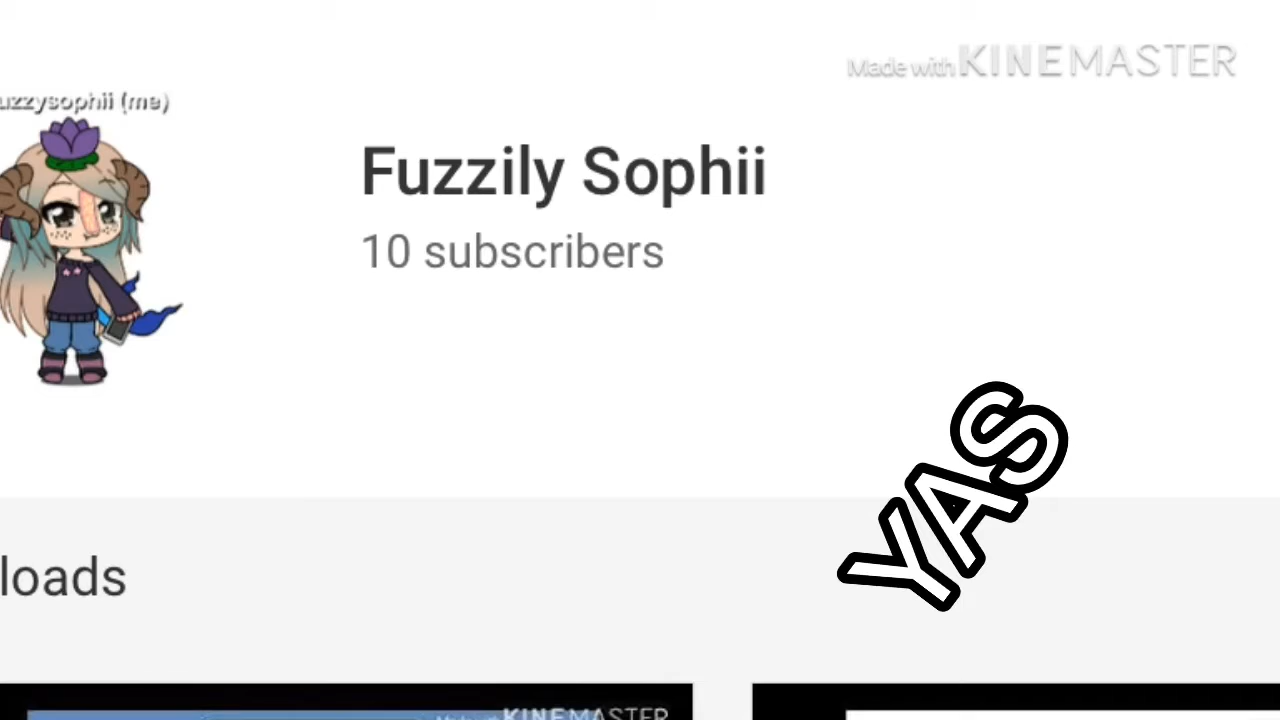 Made with KINEMASTER
uzzysophii (me)
Fuzzily Sophii
10 subscribers
YAS
loads
KINEMASTER